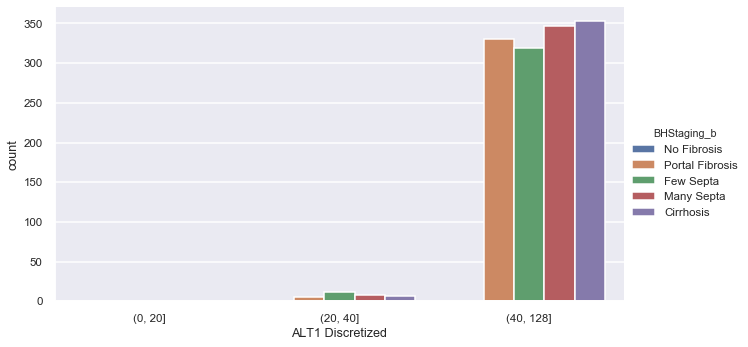 350
300
250
200
150
100
50
0
count
(0, 20]
(20, 40]
(40, 128]
ALT1 Discretized
BHStaging_b
No Fibrosis
Portal Fibrosis
Few Septa
Many Septa
Cirrhosis